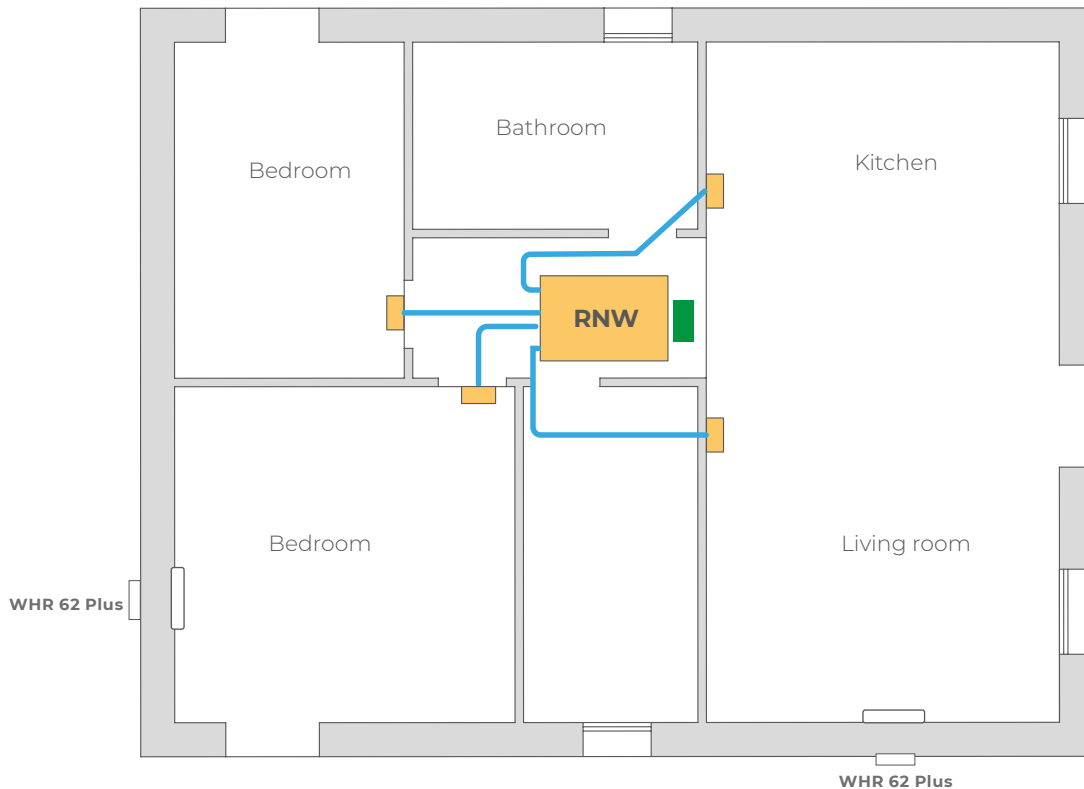 Bathroom
Bedroom
Kitchen
RNW
Bedroom
Living room
WHR 62 Plus
WHR 62 Plus